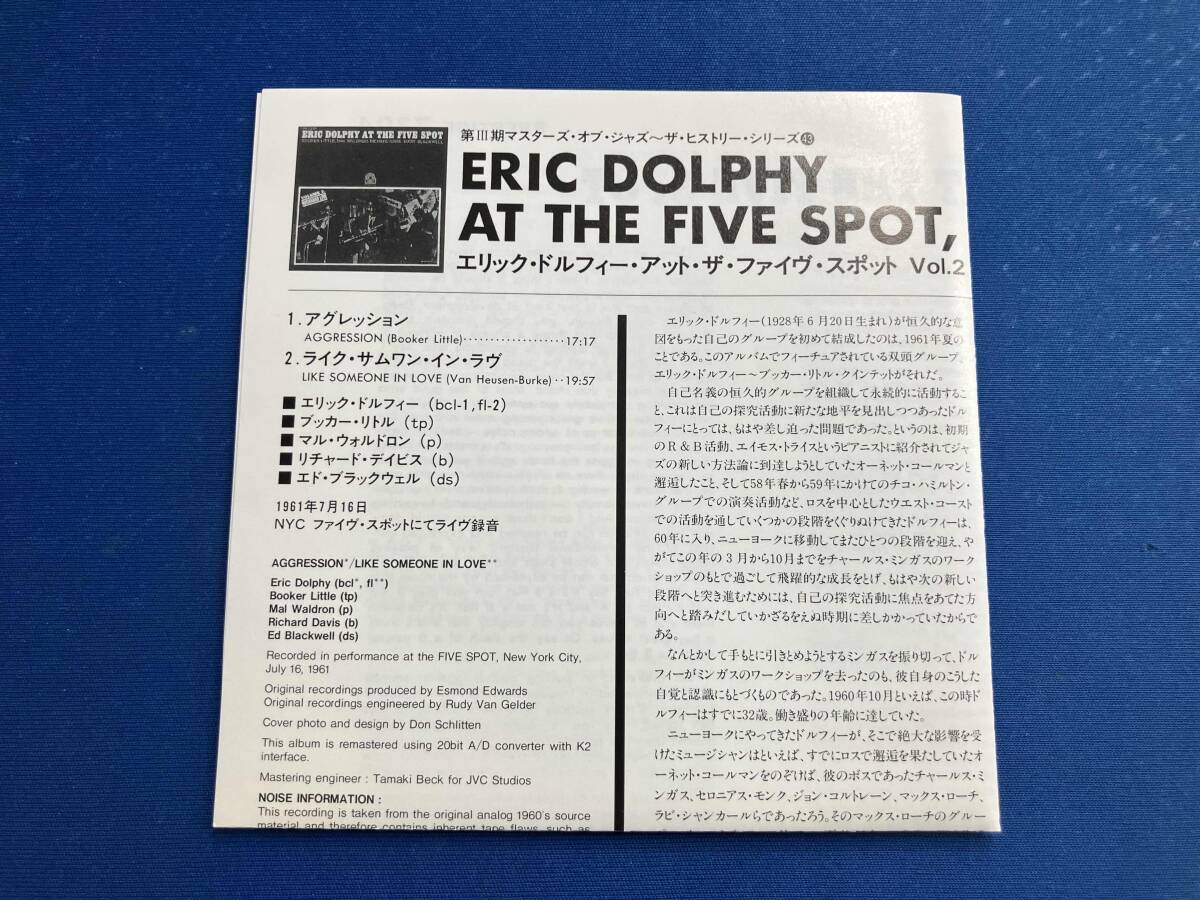 ERIC DOLPHY AT THE FIVE SPOT
第III期マスターズ・オブ・ジャズ〜ザ・ヒストリー・シリーズ㊸
ERIC DOLPHY
AT THE FIVE SPOT,
エリック・ドルフィー・アット・ザ・ファイヴ・スポット Vol.2
1.アグレッション
AGGRESSION (Booker Little)···················17:17
2.ライク・サムワン・イン・ラヴ
LIKE SOMEONE IN LOVE (Van Heusen-Burke) ··19:57
■ エリック・ドルフィー (bcl-1, fl-2)
■ ブッカー・リトル (tp)
■ マル・ウォルドロン (p)
■ リチャード・デイビス (b)
■ エド・ブラックウェル (ds)
1961年7月16日
NYC ファイヴ・スポットにてライヴ録音
AGGRESSION*/LIKE SOMEONE IN LOVE**
Eric Dolphy (bcl*, fl**)
Booker Little (tp)
Mal Waldron (p)
Richard Davis (b)
Ed Blackwell (ds)
Recorded in performance at the FIVE SPOT, New York City,
July 16, 1961
Original recordings produced by Esmond Edwards
Original recordings engineered by Rudy Van Gelder
Cover photo and design by Don Schlitten
This album is remastered using 20bit A/D converter with K2
interface.
Mastering engineer : Tamaki Beck for JVC Studios
NOISE INFORMATION :
This recording is taken from the original analog 1960's source
material and therefore contains inherent tape flaws, such as
エリック・ドルフィー(1928年6月20日生まれ)が恒久的な意
図をもった自己のグループを初めて結成したのは、1961年夏の
ことである。このアルバムでフィーチュアされている双頭グループ、
エリック・ドルフィー〜ブッカー・リトル・クインテットがそれだ。
自己名義の恒久的グループを組織して永続的に活動するこ
と、これは自己の探究活動に新たな地平を見出しつつあったドル
フィーにとっては、もはや差し迫った問題であった。というのは、初期
のR&B活動、エイモス・トライスというピアニストに紹介されてジャ
ズの新しい方法論に到達しようとしていたオーネット・コールマンと
邂逅したこと、そして58年春から59年にかけてのチコ・ハミルトン・
グループでの演奏活動など、ロスを中心としたウエスト・コースト
での活動を通していくつかの段階をくぐりぬけてきたドルフィーは、
60年に入り、ニューヨークに移動してまたひとつの段階を迎え、や
がてこの年の3月から10月までをチャールス・ミンガスのワーク
ショップのもとで過ごして飛躍的な成長をとげ、もはや次の新しい
段階へと突き進むためには、自己の探究活動に焦点をあてた方
向へと踏みだしていかざるをえぬ時期に差しかかっていたからで
ある。
なんとかして手もとに引きとめようとするミンガスを振り切って、ドル
フィーがミンガスのワークショップを去ったのも、彼自身のこうした
自覚と認識にもとづくものであった。1960年10月といえば、この時ド
ルフィーはすでに32歳。働き盛りの年齢に達していた。
ニューヨークにやってきたドルフィーが、そこで絶大な影響を受
けたミュージシャンはといえば、すでにロスで邂逅を果たしていたオ
ーネット・コールマンをのぞけば、彼のボスであったチャールス・ミ
ンガス、セロニアス・モンク、ジョン・コルトレーン、マックス・ローチ、
ラビ・シャンカールらであったろう。そのマックス・ローチのグルー